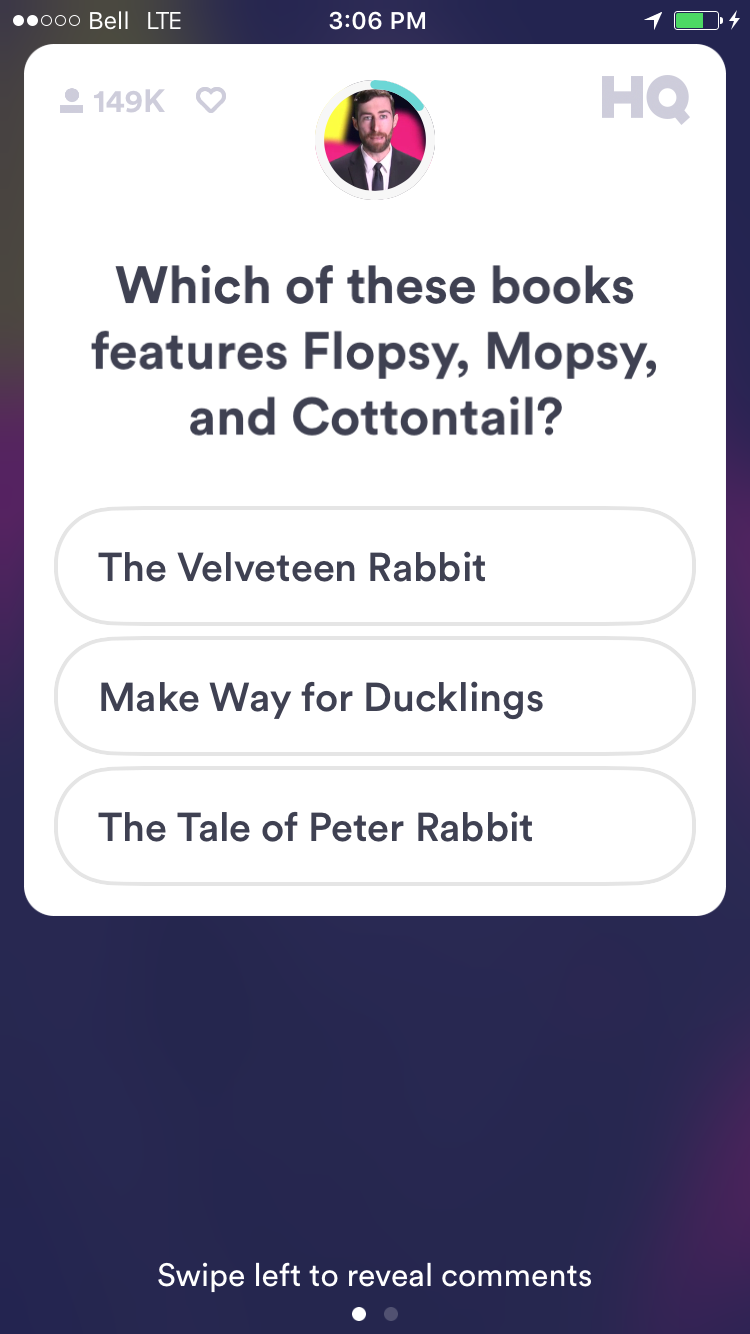 Bell LTE 3:06 PM
149K HQ
Which of these books
features Flopsy, Mopsy,
and Cottontail?
The Velveteen Rabbit
Make Way for Ducklings
The Tale of Peter Rabbit
Swipe left to reveal comments